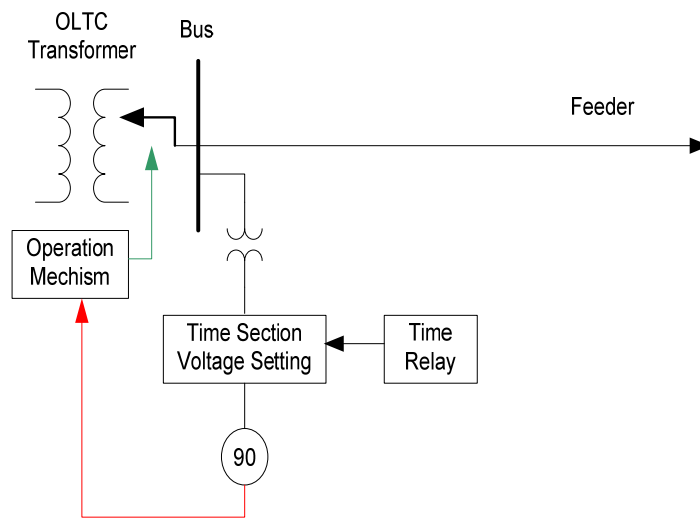 OLTC
Transformer
Bus
Feeder
Operation
Mechism
Time Section
Voltage Setting
Time
Relay
90